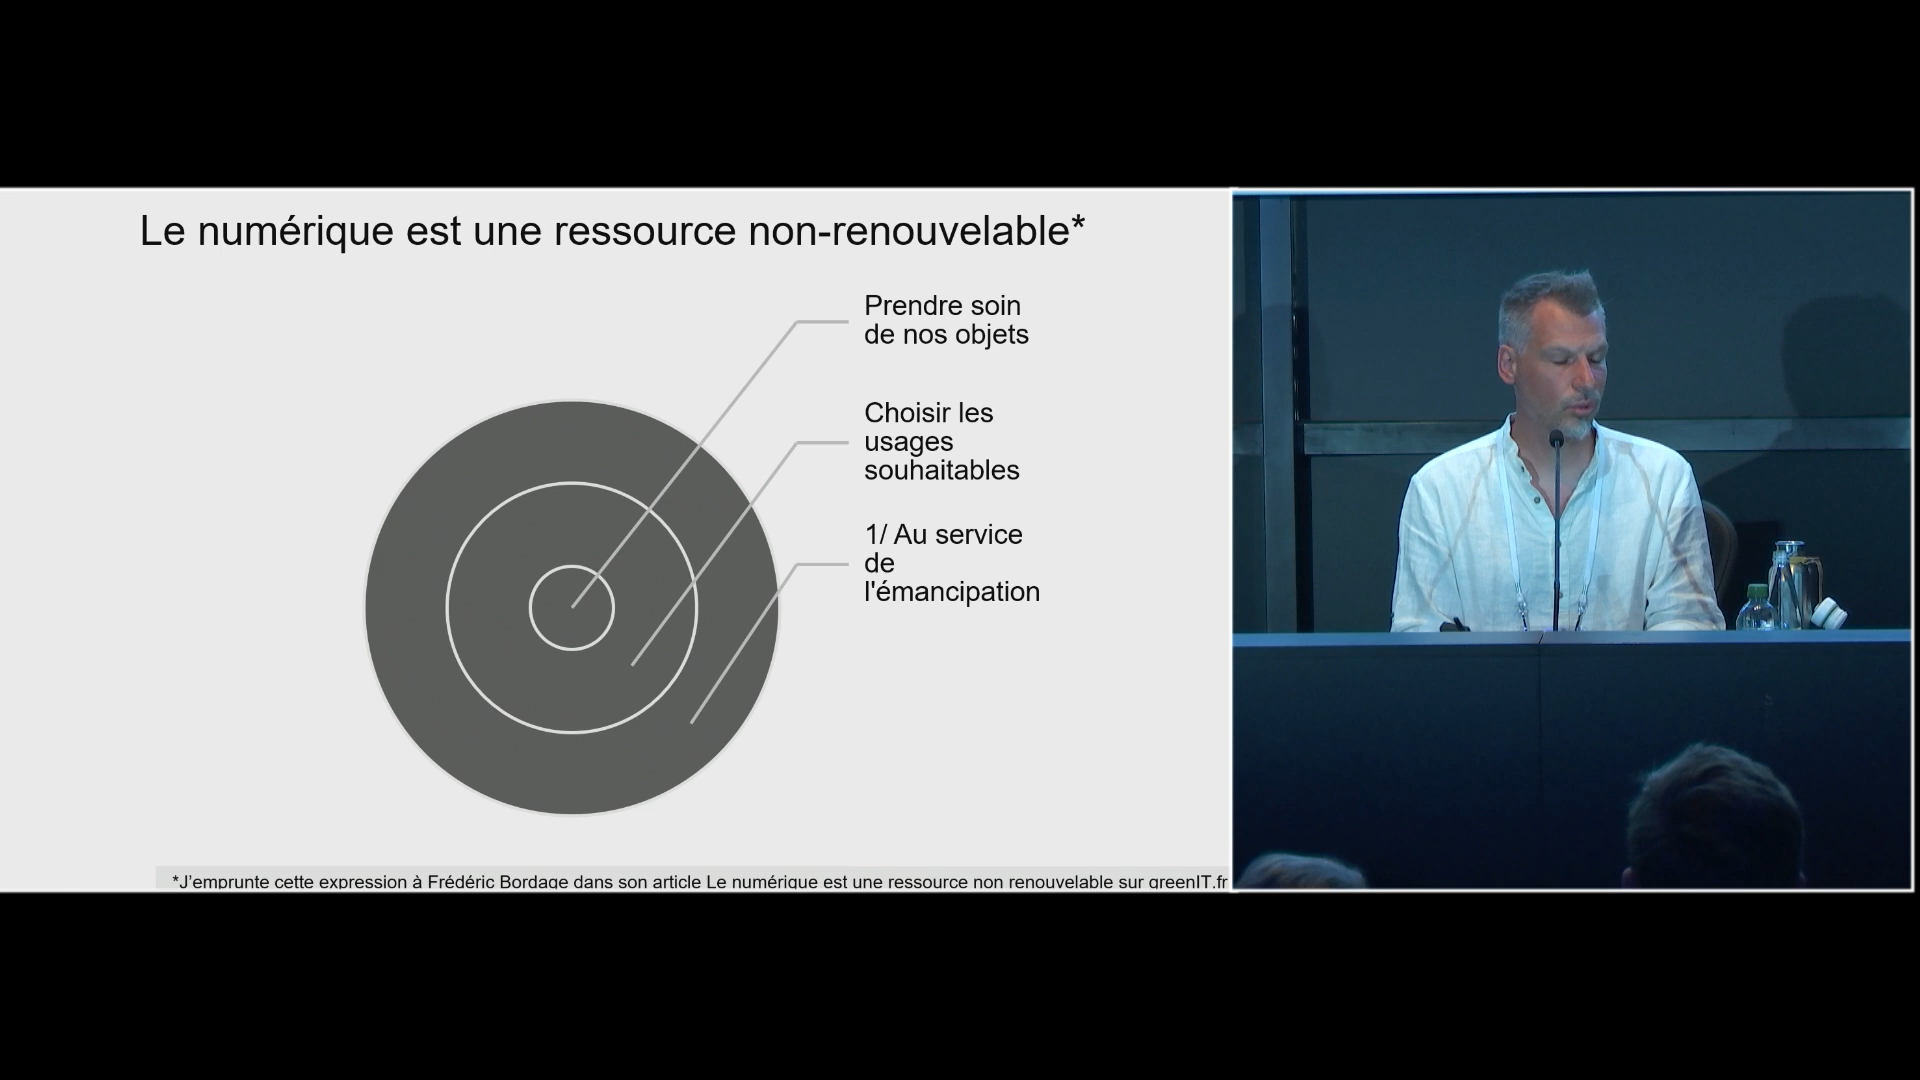 Le numérique est une ressource non-renouvelable*
Prendre soin
de nos objets
Choisir les
usages
souhaitables
1/ Au service
de
l'émancipation
*J’emprunte cette expression à Frédéric Bordage dans son article Le numérique est une ressource non renouvelable sur greenIT.fr